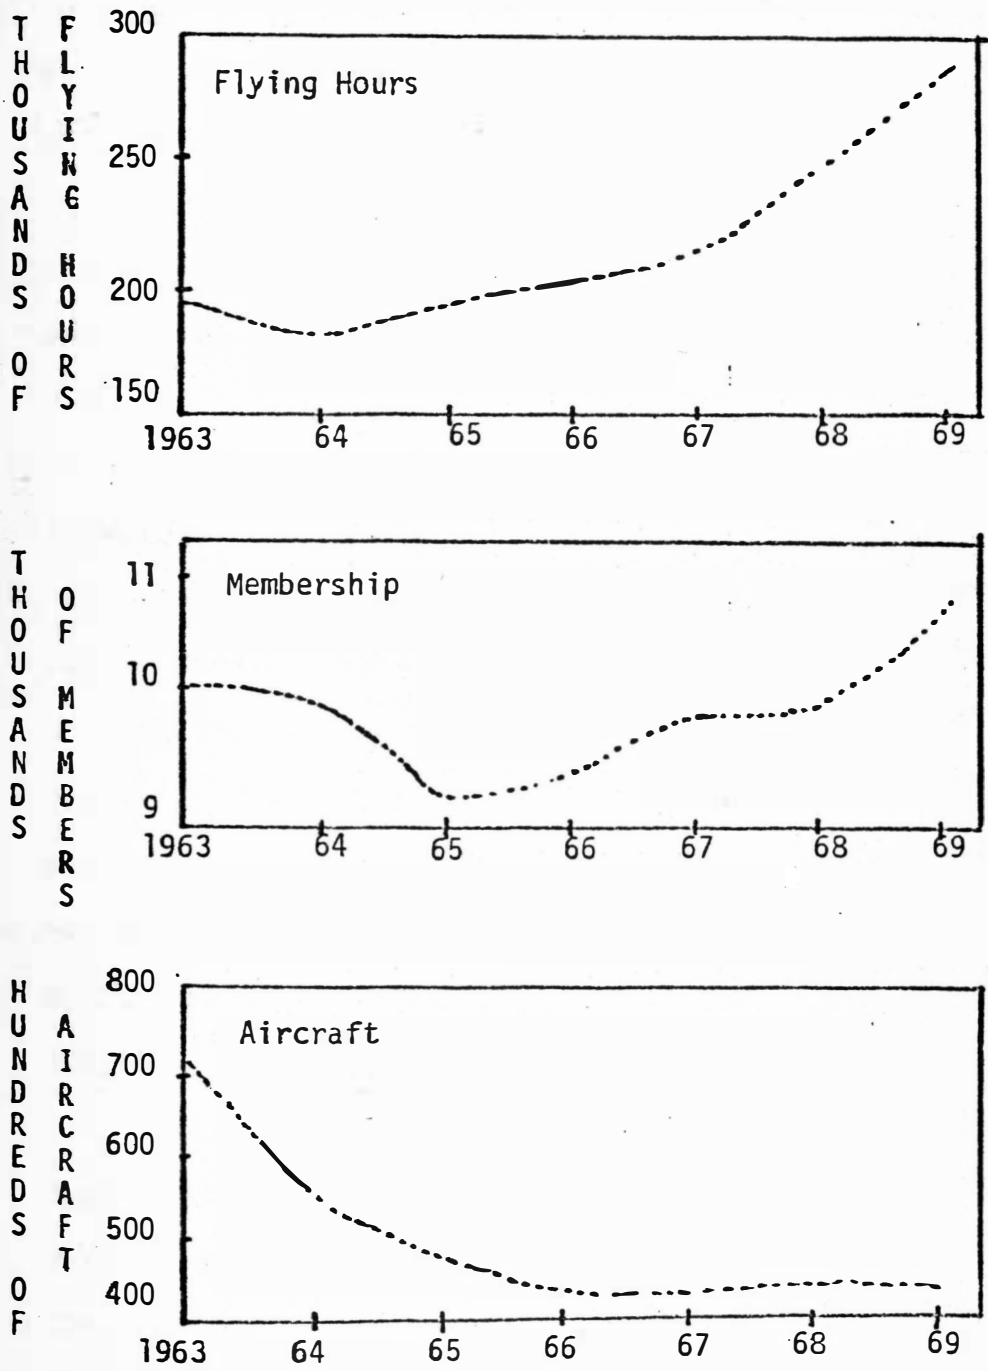 THOUSANDS OF
FLYING HOURS
300
250
200
150
Flying Hours
1963 64 65 66 67 68 69
THOUSANDS
OF MEMBERS
11
10
9
Membership
1963 64 65 66 67 68 69
HUNDREDS OF
AIRCRAFT
800
700
600
500
400
Aircraft
1963 64 65 66 67 68 69